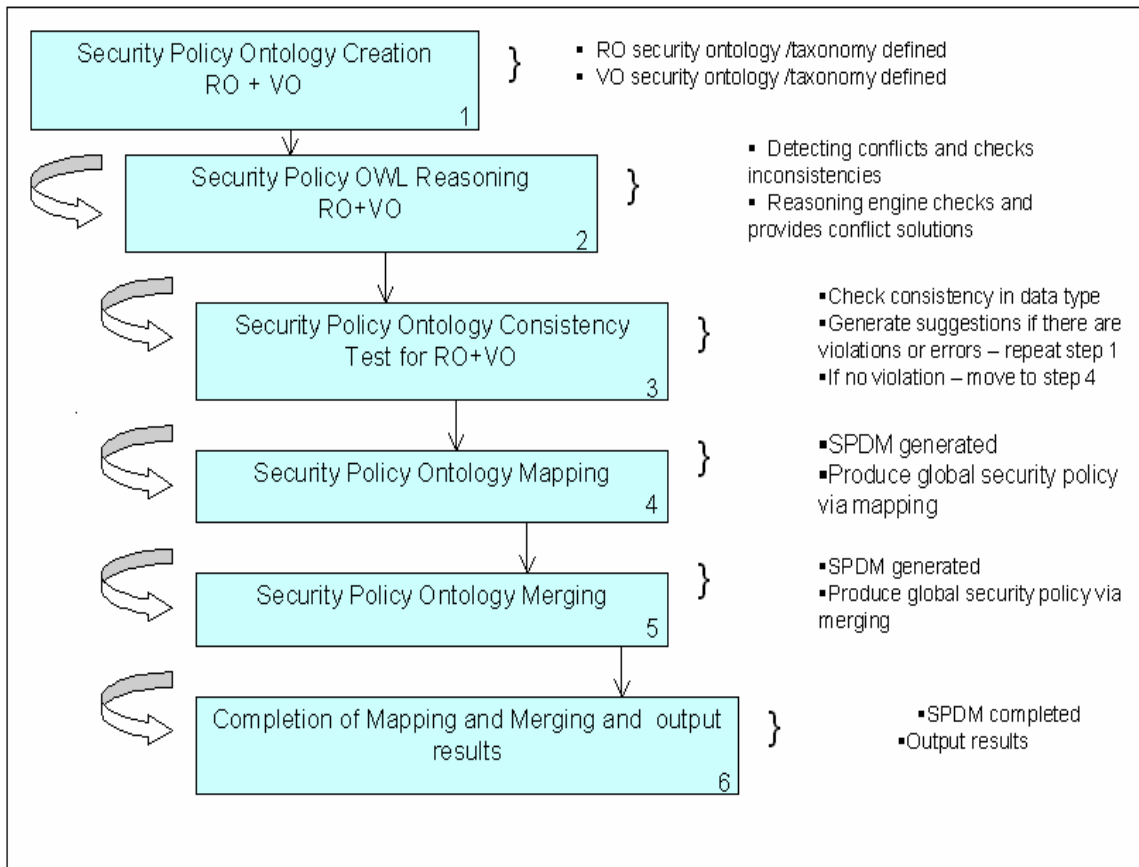 Security Policy Ontology Creation
RO + VO
1
▪ RO security ontology /taxonomy defined
▪ VO security ontology /taxonomy defined
Security Policy OWL Reasoning
RO+VO
2
▪ Detecting conflicts and checks
inconsistencies
▪ Reasoning engine checks and
provides conflict solutions
Security Policy Ontology Consistency
Test for RO+VO
3
▪Check consistency in data type
▪Generate suggestions if there are
violations or errors – repeat step 1
▪If no violation – move to step 4
Security Policy Ontology Mapping
4
▪SPDM generated
▪Produce global security policy
via mapping
Security Policy Ontology Merging
5
▪SPDM generated
▪Produce global security policy via
merging
Completion of Mapping and Merging and output
results
6
▪SPDM completed
▪Output results